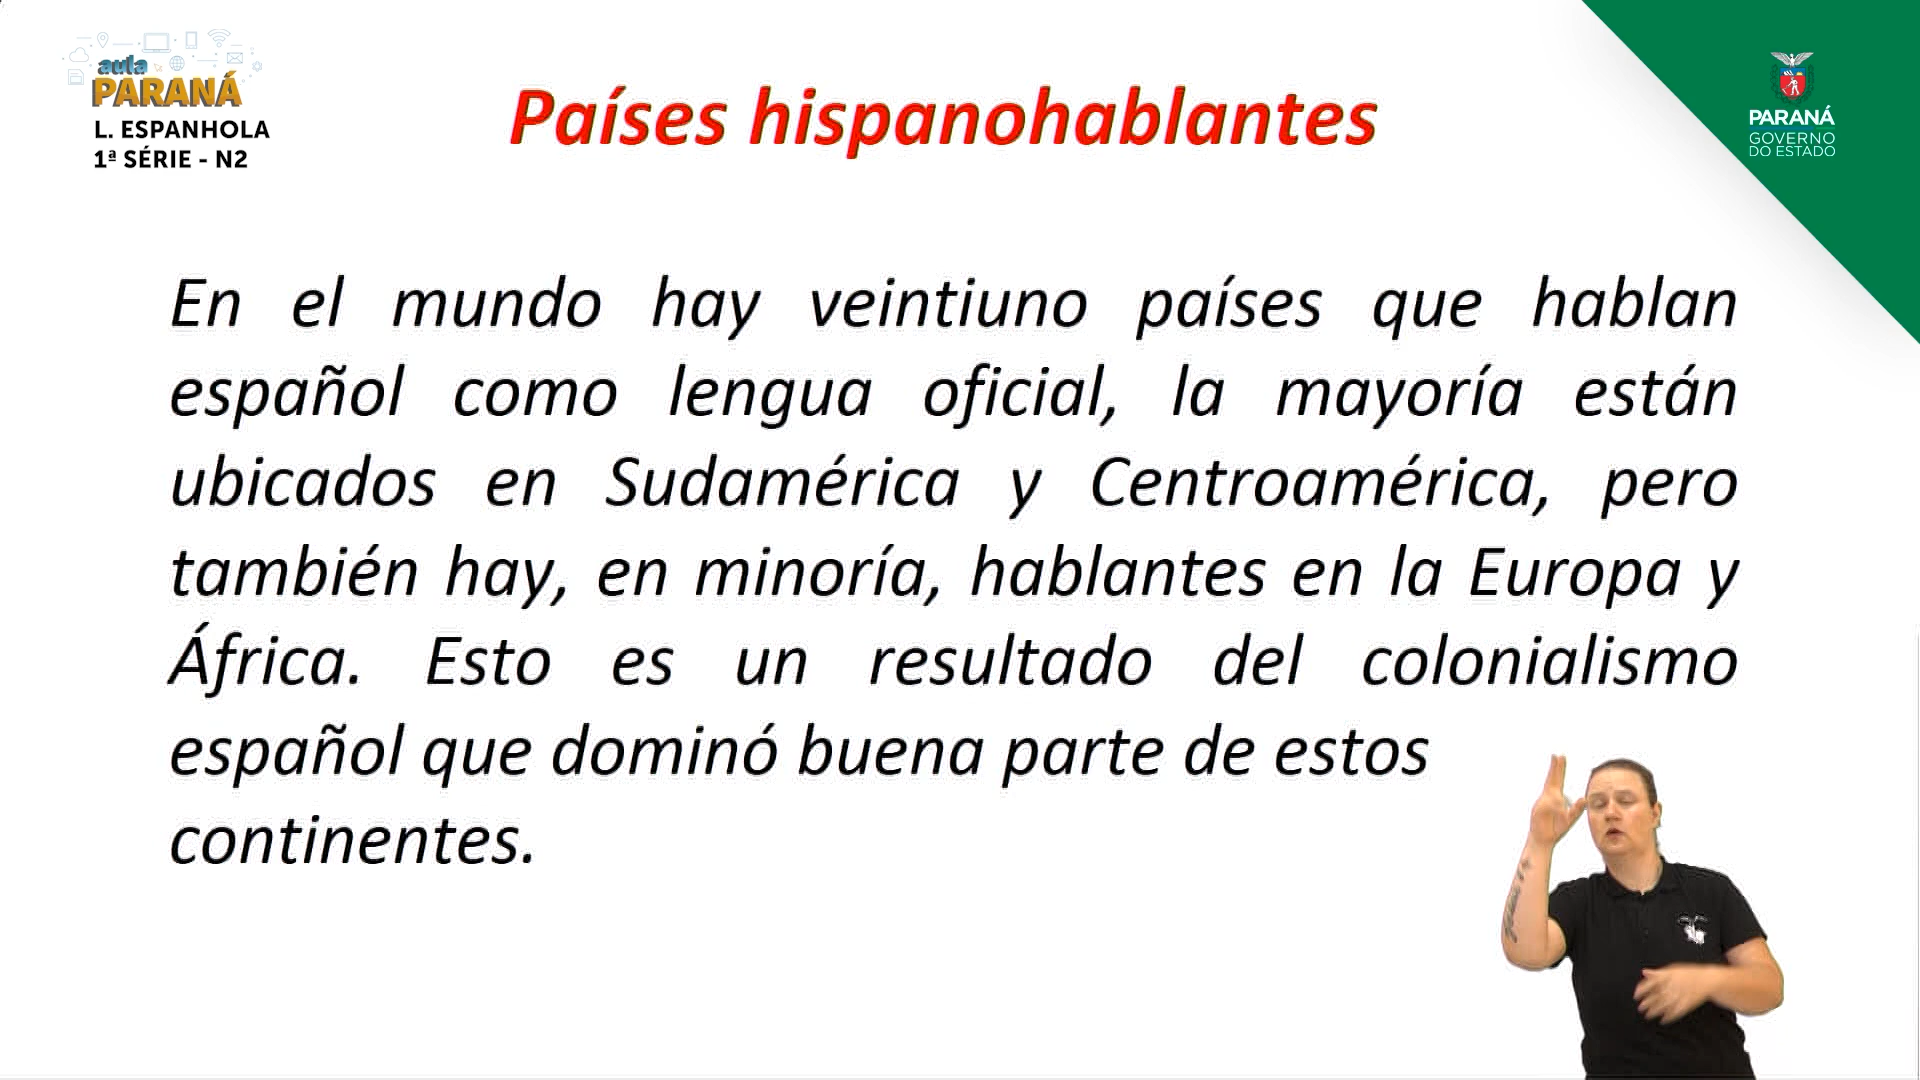 aula
PARANÁ
L. ESPANHOLA
1ª SÉRIE - N2
Países hispanohablantes
PARANÁ
GOVERNO
DO ESTADO
En el mundo hay veintiuno países que hablan
español como lengua oficial, la mayoría están
ubicados en Sudamérica y Centroamérica, pero
también hay, en minoría, hablantes en la Europa y
África. Esto es un resultado del colonialismo
español que dominó buena parte de estos
continentes.